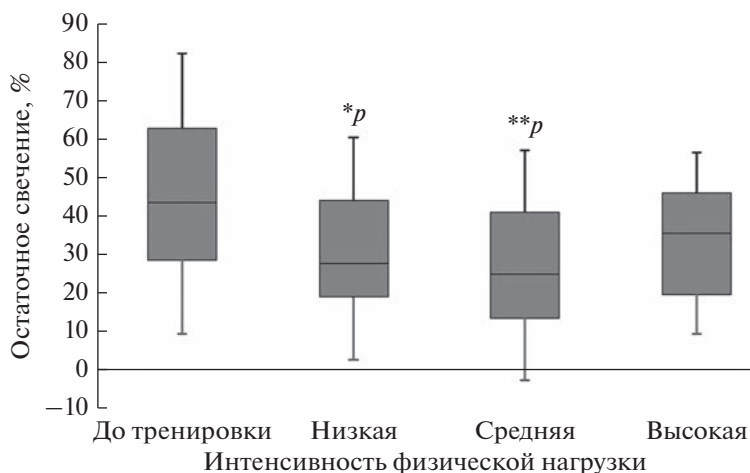 Остаточное свечение, %
90
80
70
60
50
40
30
20
10
0
−10
*p
**p
До тренировки Низкая Средняя Высокая
Интенсивность физической нагрузки